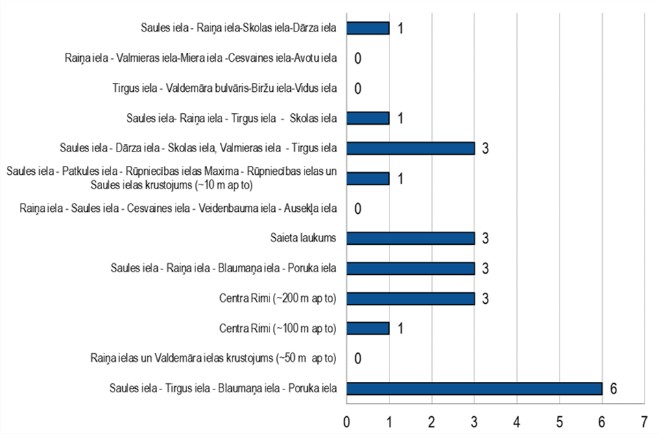 Saules iela - Raiņa iela-Skolas iela-Dārza iela 1
Raiņa iela - Valmieras iela-Miera iela -Cesvaines iela-Avotu iela 0
Tirgus iela - Valdemāra bulvāris-Biržu iela-Vidus iela 0
Saules iela- Raiņa iela - Tirgus iela - Skolas iela 1
Saules iela - Dārza iela - Skolas iela, Valmieras iela - Tirgus iela 3
Saules iela - Patkules iela - Rūpniecības ielas Maxima - Rūpniecības ielas un
Saules ielas krustojums (~10 m ap to) 1
Raiņa iela - Saules iela - Cesvaines iela - Veidenbauma iela - Ausekļa iela 0
Saieta laukums 3
Saules iela - Raiņa iela - Blaumaņa iela - Poruka iela 3
Centra Rimi (~200 m ap to) 3
Centra Rimi (~100 m ap to) 1
Raiņa ielas un Valdemāra ielas krustojums (~50 m ap to) 0
Saules iela - Tirgus iela - Blaumaņa iela - Poruka iela 6
0 1 2 3 4 5 6 7